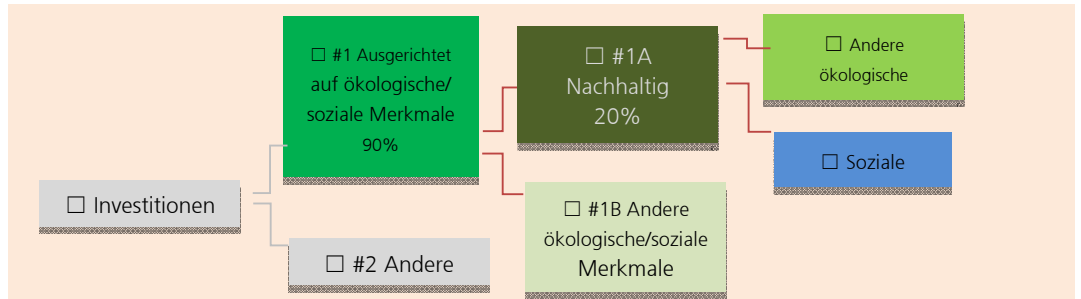 ☐ Investitionen
☐ #1 Ausgerichtet
auf ökologische/
soziale Merkmale
90%
☐ #2 Andere
☐ #1A
Nachhaltig
20%
☐ #1B Andere
ökologische/soziale
Merkmale
☐ Andere
ökologische
☐ Soziale